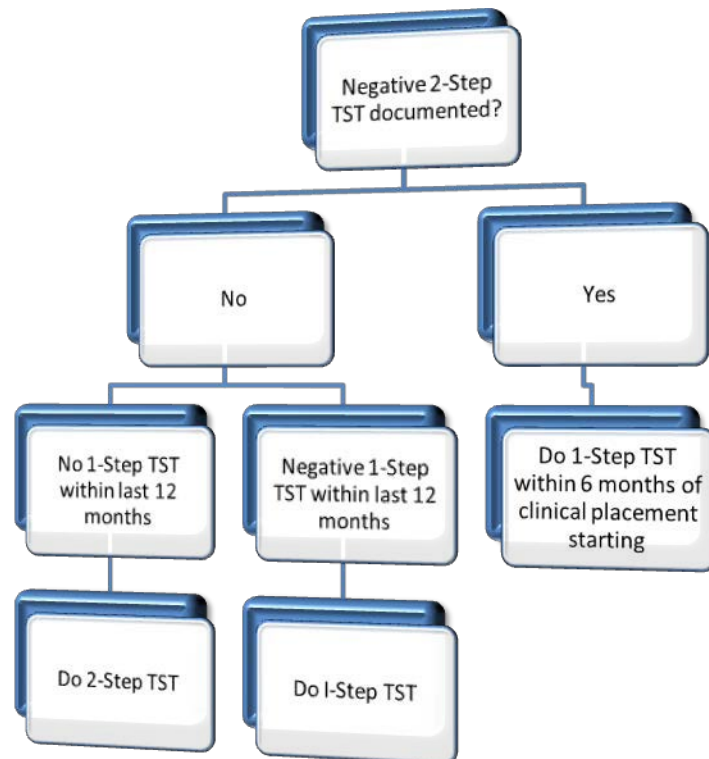 Negative 2-Step
TST documented?
No
Yes
No 1-Step TST
within last 12
months
Negative 1-Step
TST within last 12
months
Do 1-Step TST
within 6 months of
clinical placement
starting
Do 2-Step TST
Do I-Step TST